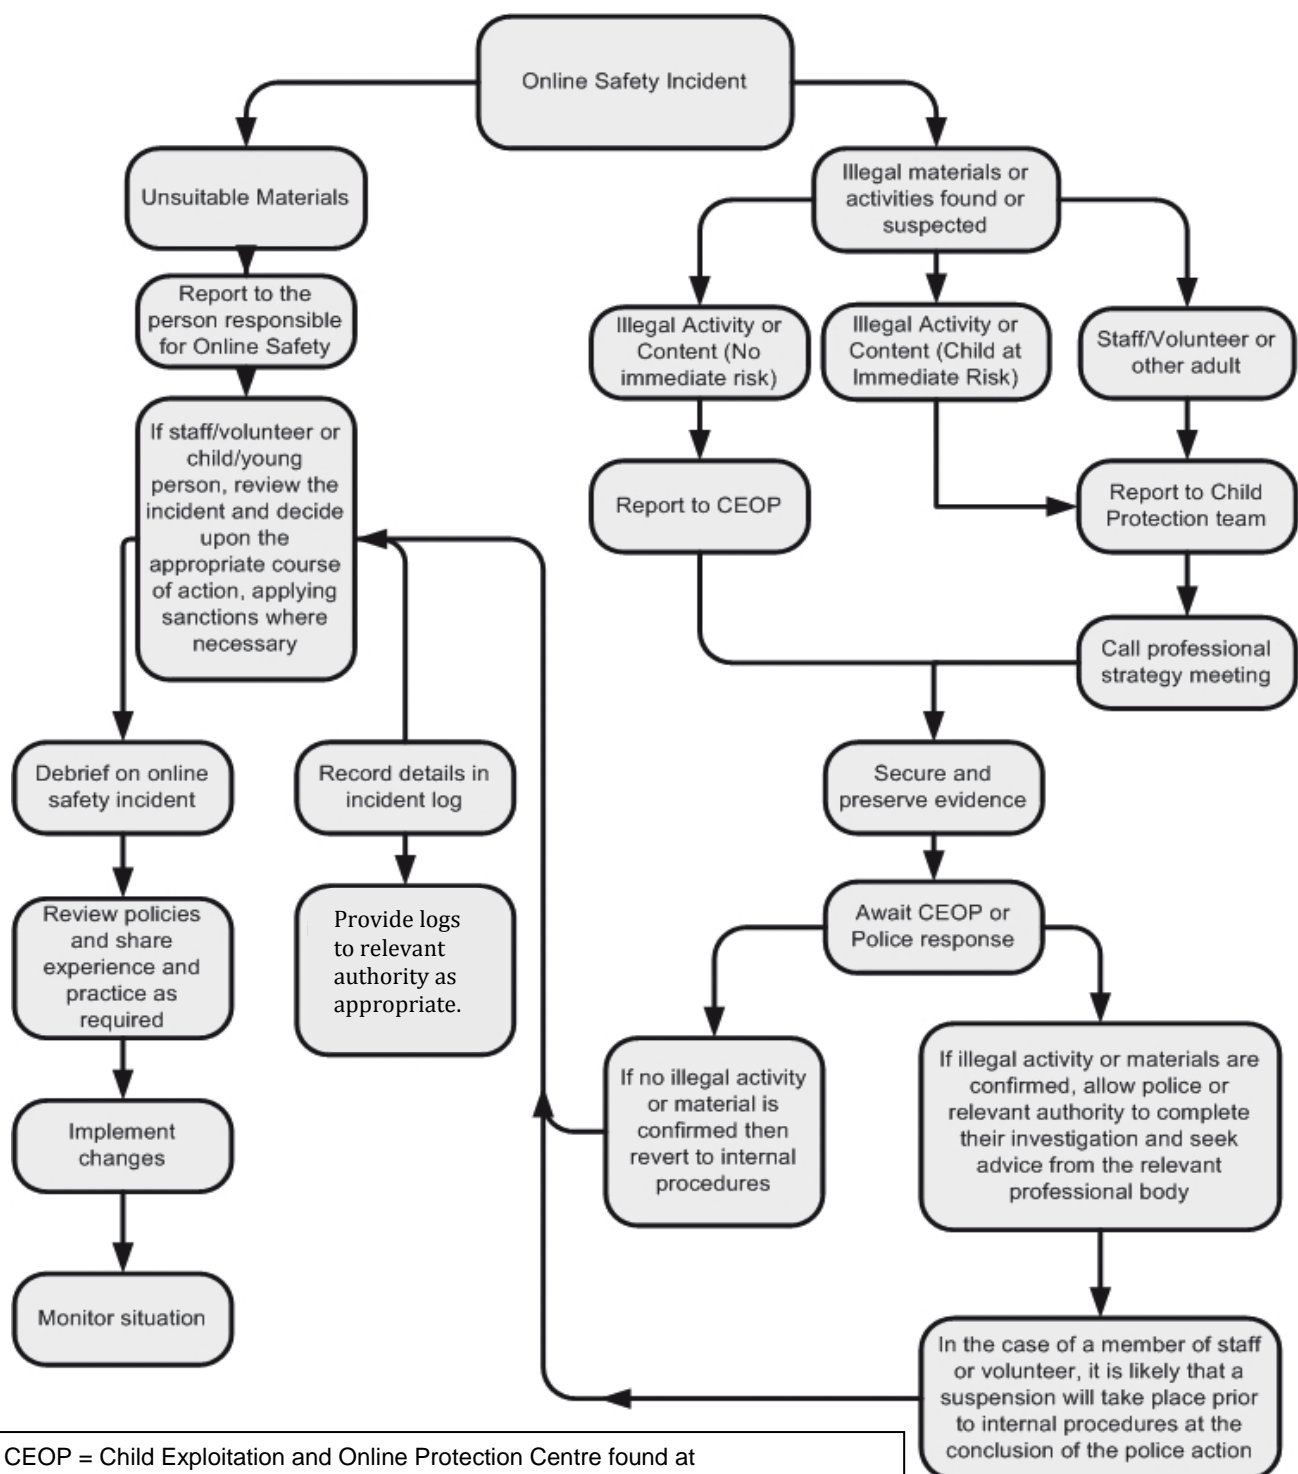 Online Safety Incident
Unsuitable Materials
Report to the
person responsible
for Online Safety
If staff/volunteer or
child/young
person, review the
incident and decide
upon the
appropriate course
of action, applying
sanctions where
necessary
Debrief on online
safety incident
Review policies
and share
experience and
practice as
required
Implement
changes
Monitor situation
Record details in
incident log
Provide logs
to relevant
authority as
appropriate.
Illegal materials or
activities found or
suspected
Illegal Activity or
Content (No
immediate risk)
Report to CEOP
Illegal Activity or
Content (Child at
Immediate Risk)
Staff/Volunteer or
other adult
Report to Child
Protection team
Call professional
strategy meeting
Secure and
preserve evidence
Await CEOP or
Police response
If no illegal activity
or material is
confirmed then
revert to internal
procedures
If illegal activity or materials are
confirmed, allow police or
relevant authority to complete
their investigation and seek
advice from the relevant
professional body
In the case of a member of staff
or volunteer, it is likely that a
suspension will take place prior
to internal procedures at the
conclusion of the police action
CEOP = Child Exploitation and Online Protection Centre found at